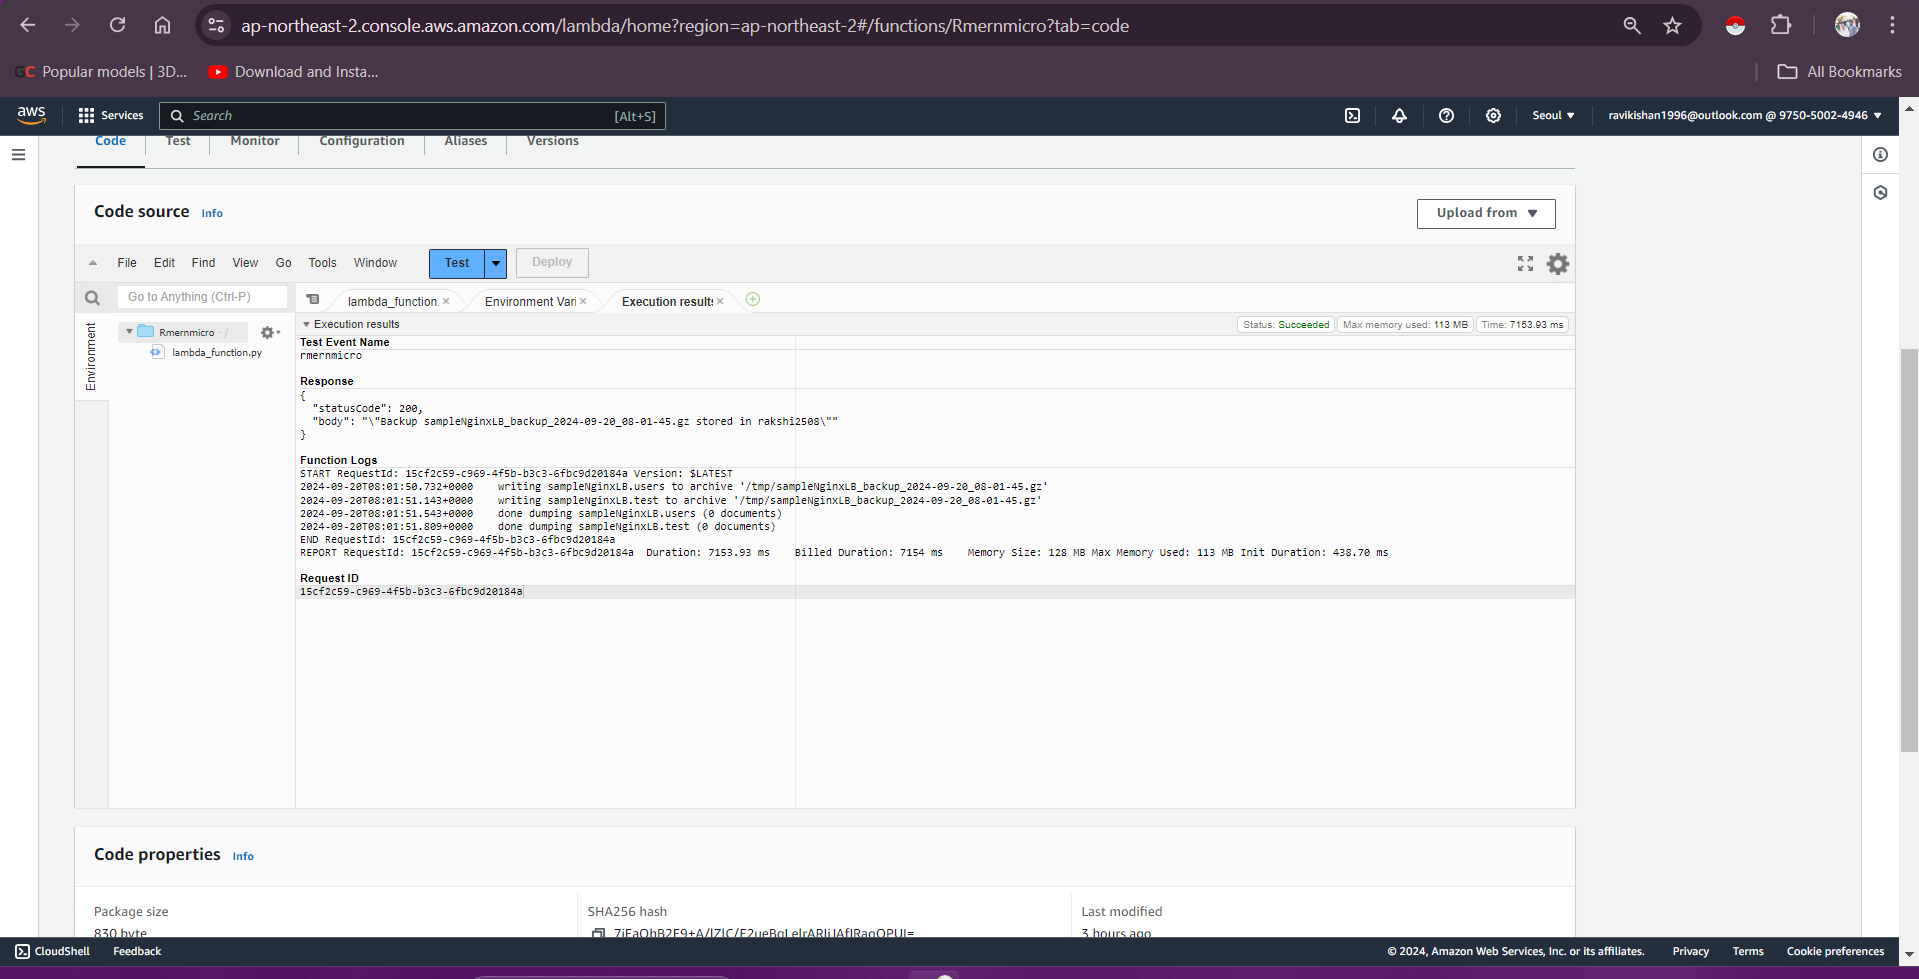 ap-northeast-2.console.aws.amazon.com/lambda/home?region=ap-northeast-2#/functions/Rmernmicro?tab=code
GC Popular models | 3D...
Download and Insta...
All Bookmarks
aws
Services
Search
[Alt+S]
Seoul
ravikishan1996@outlook.com @ 9750-5002-4946
Code
Test
Monitor
Configuration
Aliases
Versions
Code source Info
Upload from
File Edit Find View Go Tools Window
Test
Deploy
Go to Anything (Ctrl-P)
lambda_function.
Environment Vari
Execution results
Environment
Rmernmicro - /
lambda_function.py
Execution results
Status: Succeeded
Max memory used: 113 MB
Time: 7153.93 ms
Test Event Name
rmernmicro
Response
{
"statusCode": 200,
"body": "\"Backup sampleNginxLB_backup_2024-09-20_08-01-45.gz stored in rakshi2508\""
}
Function Logs
START RequestId: 15cf2c59-c969-4f5b-b3c3-6fbc9d20184a Version: $LATEST
2024-09-20T08:01:50.732+0000 writing sampleNginxLB.users to archive '/tmp/sampleNginxLB_backup_2024-09-20_08-01-45.gz'
2024-09-20T08:01:51.143+0000 writing sampleNginxLB.test to archive '/tmp/sampleNginxLB_backup_2024-09-20_08-01-45.gz'
2024-09-20T08:01:51.543+0000 done dumping sampleNginxLB.users (0 documents)
2024-09-20T08:01:51.809+0000 done dumping sampleNginxLB.test (0 documents)
END RequestId: 15cf2c59-c969-4f5b-b3c3-6fbc9d20184a
REPORT RequestId: 15cf2c59-c969-4f5b-b3c3-6fbc9d20184a Duration: 7153.93 ms Billed Duration: 7154 ms Memory Size: 128 MB Max Memory Used: 113 MB Init Duration: 438.70 ms
Request ID
15cf2c59-c969-4f5b-b3c3-6fbc9d20184a
Code properties Info
Package size
830 byte
SHA256 hash
Last modified
3 hours ago
CloudShell
Feedback
© 2024, Amazon Web Services, Inc. or its affiliates.
Privacy
Terms
Cookie preferences